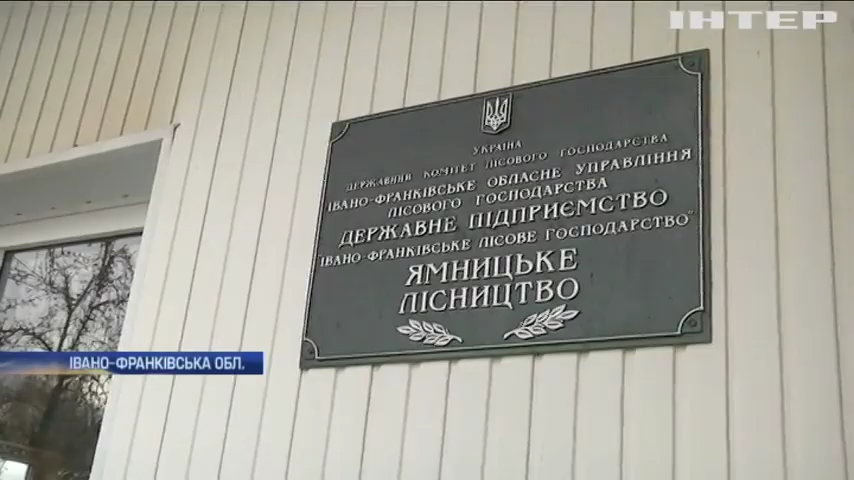 ІНТЕР
УКРАЇНА
ДЕРЖАВНИЙ КОМІТЕТ ЛІСОВОГО ГОСПОДАРСТВА
ІВАНО-ФРАНКІВСЬКЕ ОБЛАСНЕ УПРАВЛІННЯ
ЛІСОВОГО ГОСПОДАРСТВА
ДЕРЖАВНЕ ПІДПРИЄМСТВО
"ІВАНО-ФРАНКІВСЬКЕ ЛІСОВЕ ГОСПОДАРСТВО"
ЯМНИЦЬКЕ
ЛІСНИЦТВО
ІВАНО-ФРАНКІВСЬКА ОБЛ.